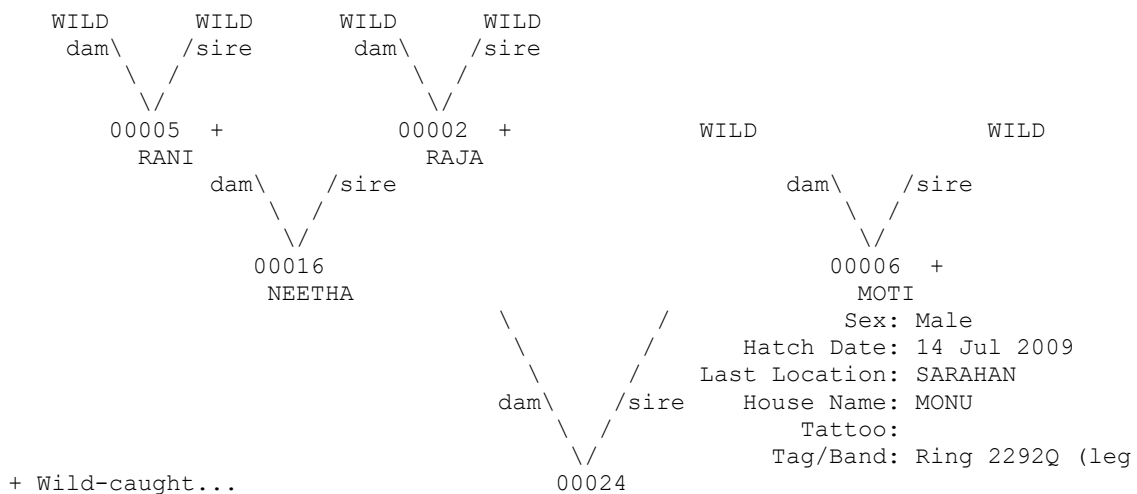 WILD WILD WILD WILD
dam\ /sire dam\ /sire
\ / \ /
\/ \/
00005 + 00002 + WILD WILD
RANI RAJA
dam\ /sire dam\ /sire
\ / \ /
\/ \/
00016 00006 +
NEETHA MOTI
\ / Sex: Male
\ / Hatch Date: 14 Jul 2009
\ / Last Location: SARAHAN
dam\ /sire House Name: MONU
\ / Tattoo:
\/ Tag/Band: Ring 2292Q (leg
+ Wild-caught... 00024